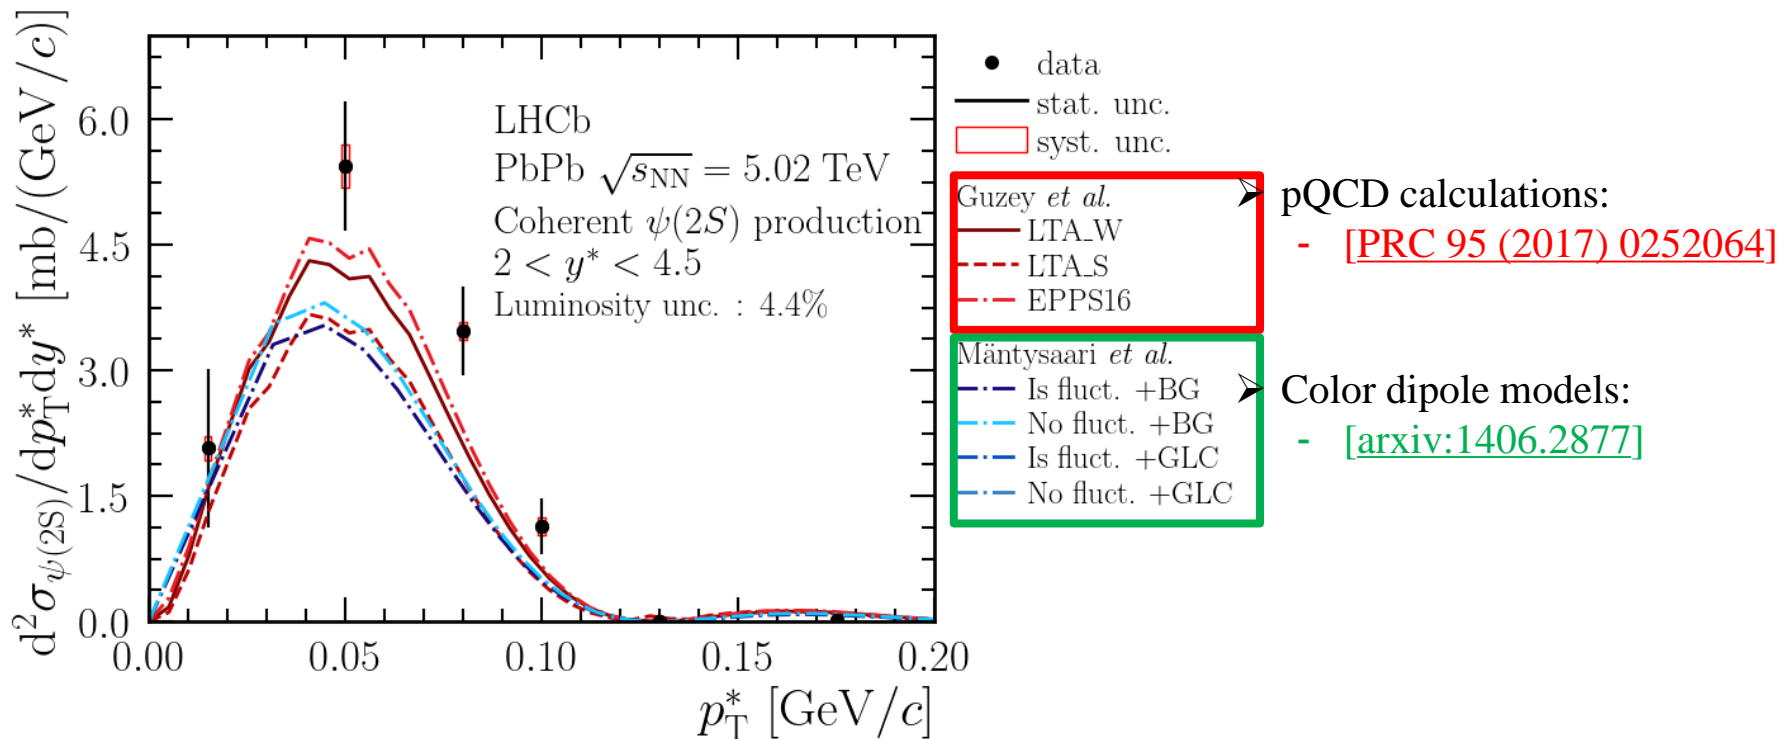 d²σ_ψ(2S)/dp*_T dy* [mb/(GeV/c)]
6.0
4.5
3.0
1.5
0.0
0.00 0.05 0.10 0.15 0.20
p*_T [GeV/c]
LHCb
PbPb √s_NN = 5.02 TeV
Coherent ψ(2S) production
2 < y* < 4.5
Luminosity unc. : 4.4%
data
stat. unc.
syst. unc.
Guzey et al.
LTA_W
LTA_S
EPPS16
Mäntysaari et al.
Is fluct. +BG
No fluct. +BG
Is fluct. +GLC
No fluct. +GLC
➢ pQCD calculations:
- [PRC 95 (2017) 0252064]
➢ Color dipole models:
- [arxiv:1406.2877]